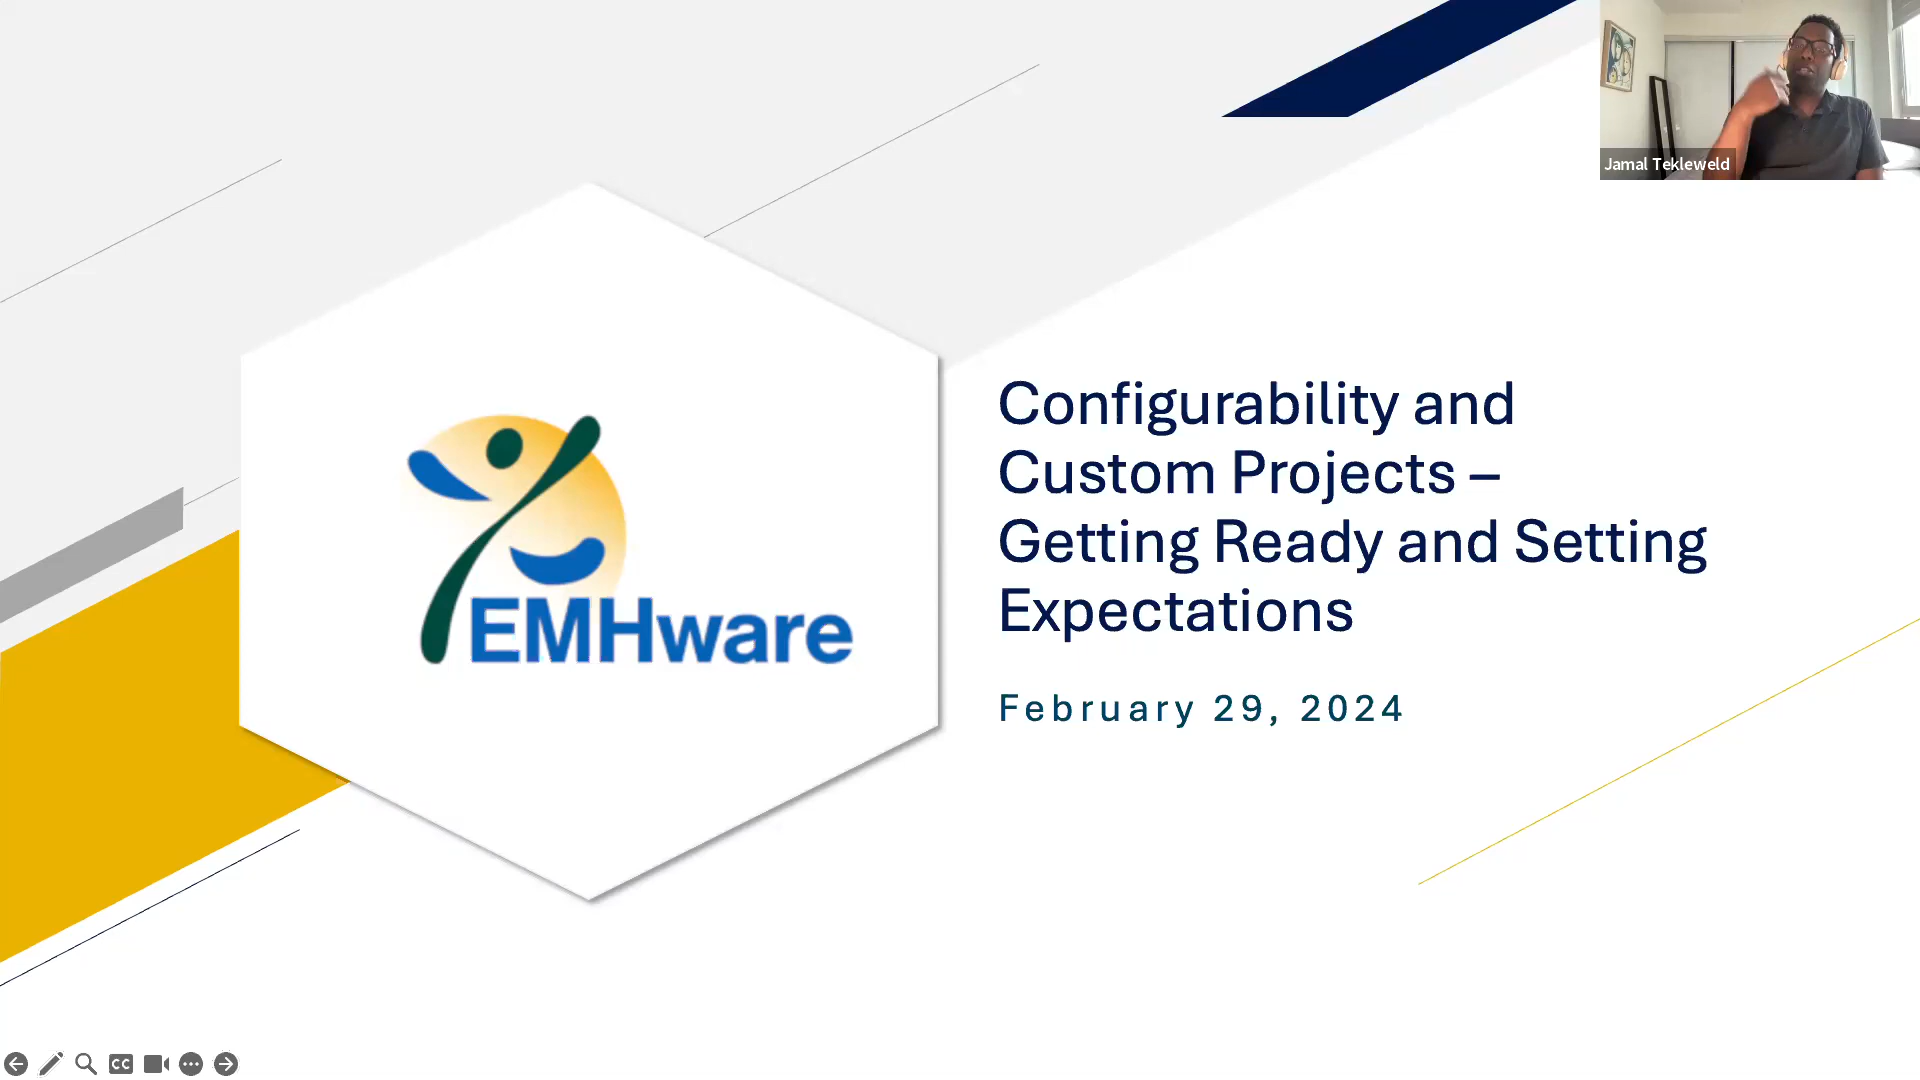 Jamal Tekleweld
Configurability and
Custom Projects –
Getting Ready and Setting
Expectations
EMHware
February 29, 2024
CC